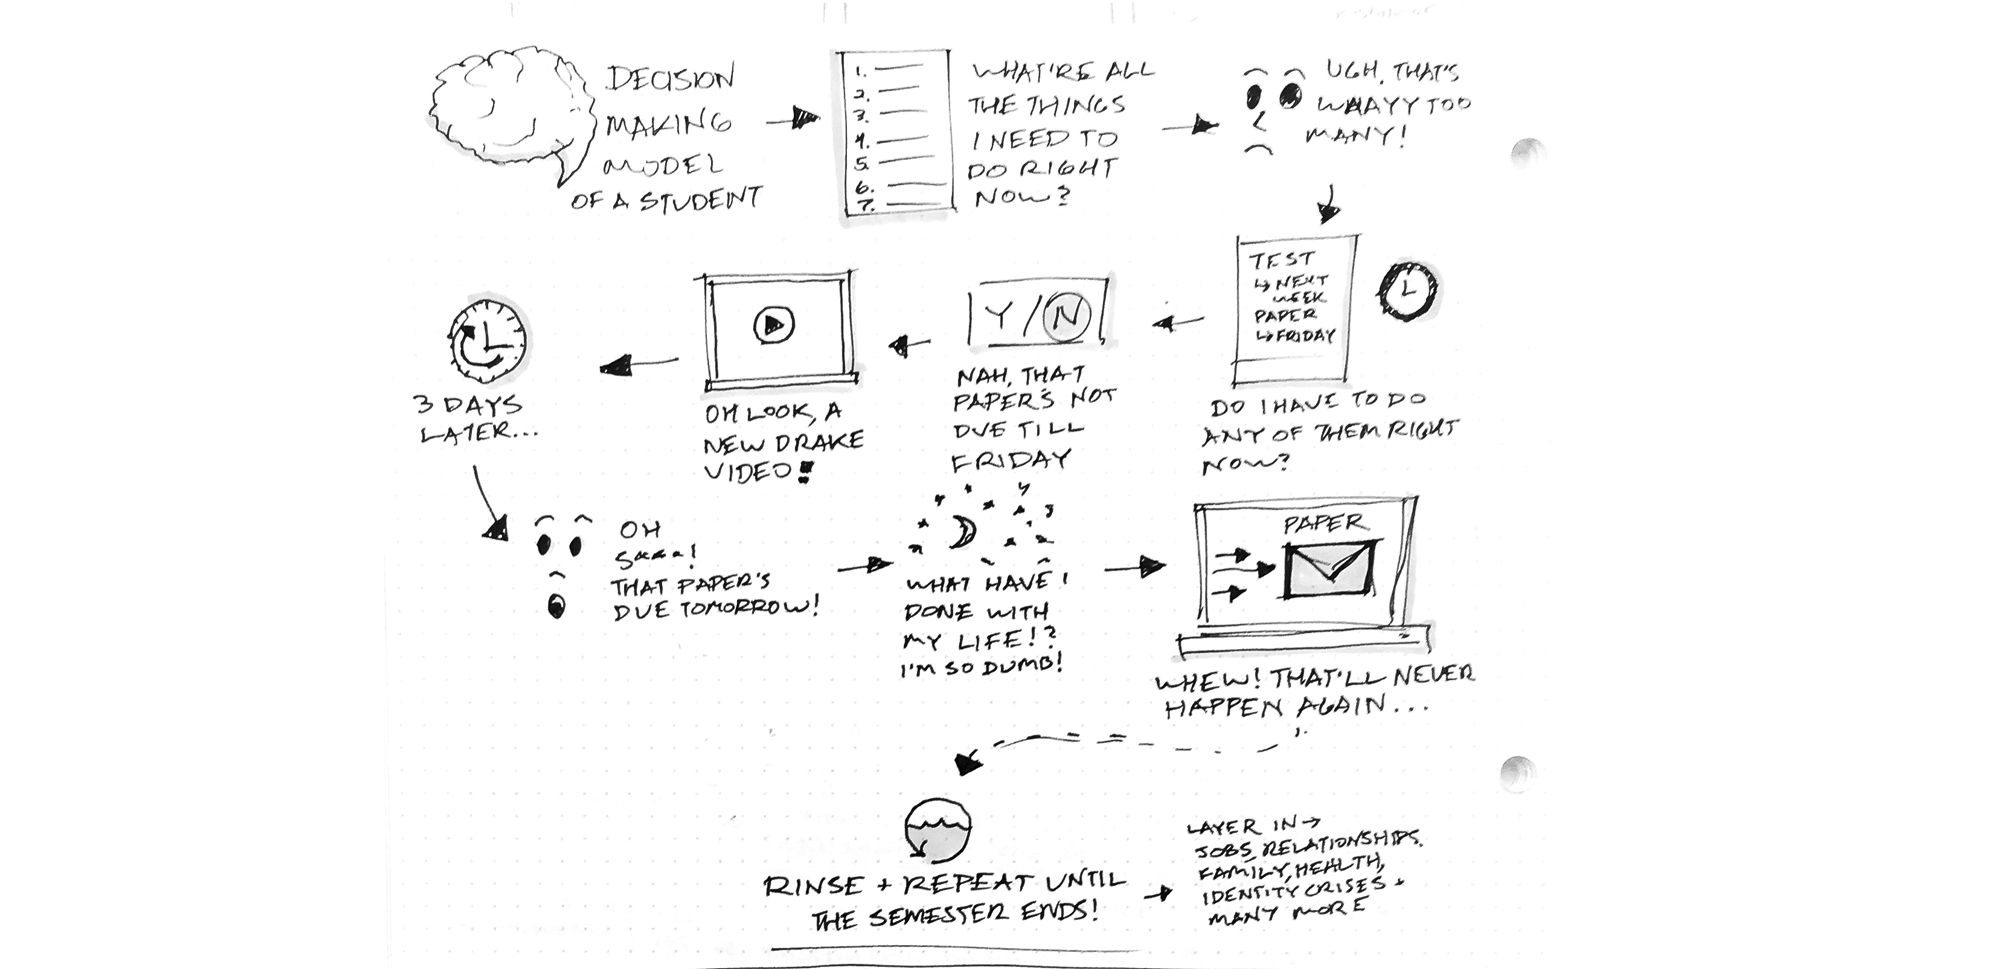 DECISION
MAKING
MODEL
OF A STUDENT
1.
2.
3.
4.
5.
6.
7.
WHAT'RE ALL
THE THINGS
I NEED TO
DO RIGHT
NOW?
UGH, THAT'S
WAAYY TOO
MANY!
TEST
↳ NEXT
WEEK
PAPER
↳ FRIDAY
DO I HAVE TO DO
ANY OF THEM RIGHT
NOW?
Y/N
NAH, THAT
PAPER'S NOT
DUE TILL
FRIDAY
OH LOOK, A
NEW DRAKE
VIDEO!
3 DAYS
LATER...
OH
S***!
THAT PAPER'S
DUE TOMORROW!
WHAT HAVE I
DONE WITH
MY LIFE!?
I'M SO DUMB!
PAPER
WHEW! THAT'LL NEVER
HAPPEN AGAIN...
RINSE + REPEAT UNTIL
THE SEMESTER ENDS!
LAYER IN →
JOBS, RELATIONSHIPS,
FAMILY, HEALTH,
IDENTITY CRISES +
MANY MORE